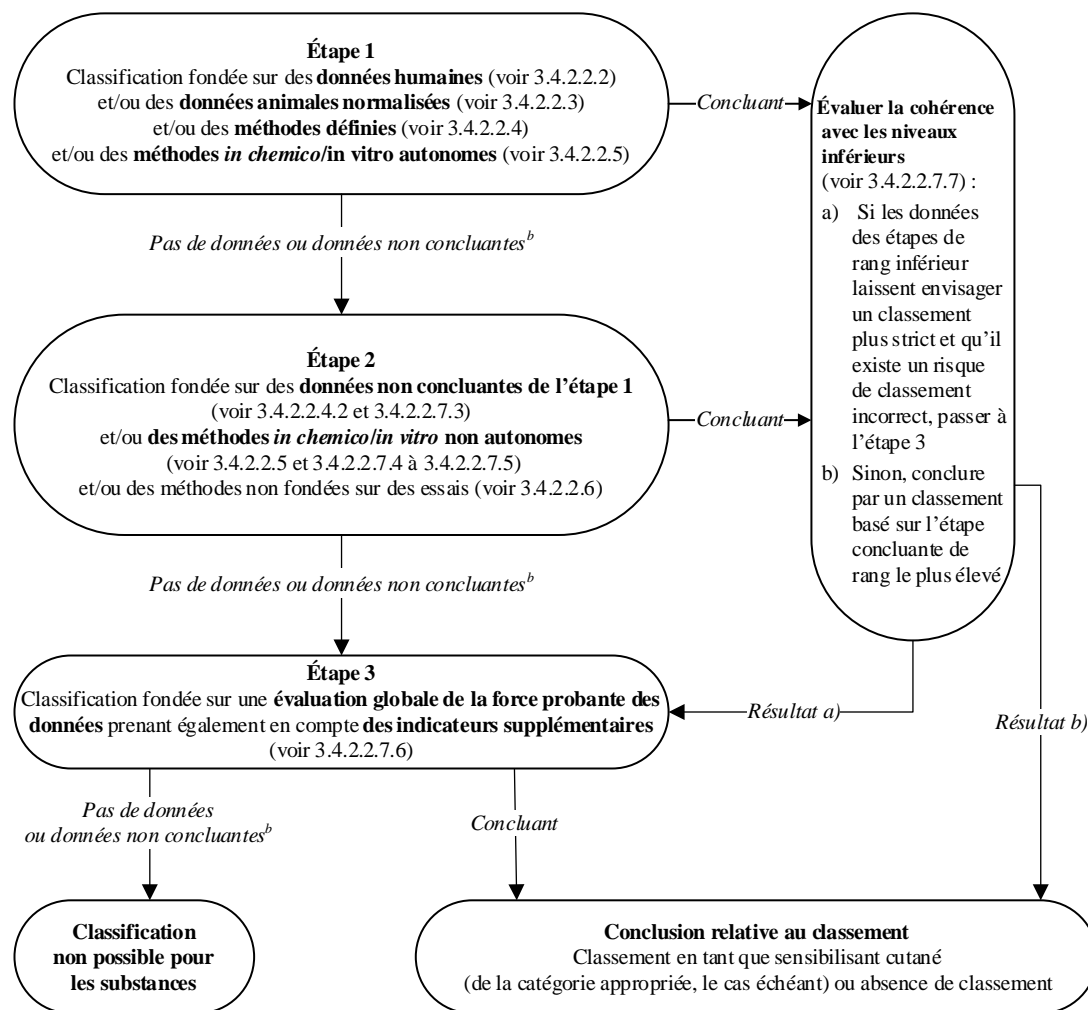 Étape 1
Classification fondée sur des données humaines (voir 3.4.2.2.2)
et/ou des données animales normalisées (voir 3.4.2.2.3)
et/ou des méthodes définies (voir 3.4.2.2.4)
et/ou des méthodes in chemico/in vitro autonomes (voir 3.4.2.2.5)
Concluant
Évaluer la cohérence
avec les niveaux
inférieurs
(voir 3.4.2.2.7.7) :
a) Si les données
des étapes de
rang inférieur
laissent envisager
un classement
plus strict et qu'il
existe un risque
de classement
incorrect, passer à
l'étape 3
b) Sinon, conclure
par un classement
basé sur l'étape
concluante de
rang le plus élevé
Pas de données ou données non concluantes^b
Étape 2
Classification fondée sur des données non concluantes de l'étape 1
(voir 3.4.2.2.4.2 et 3.4.2.2.7.3)
et/ou des méthodes in chemico/in vitro non autonomes
(voir 3.4.2.2.5 et 3.4.2.2.7.4 à 3.4.2.2.7.5)
et/ou des méthodes non fondées sur des essais (voir 3.4.2.2.6)
Concluant
Pas de données ou données non concluantes^b
Étape 3
Classification fondée sur une évaluation globale de la force probante des
données prenant également en compte des indicateurs supplémentaires
(voir 3.4.2.2.7.6)
Résultat a)
Résultat b)
Pas de données
ou données non concluantes^b
Concluant
Classification
non possible pour
les substances
Conclusion relative au classement
Classement en tant que sensibilisant cutané
(de la catégorie appropriée, le cas échéant) ou absence de classement